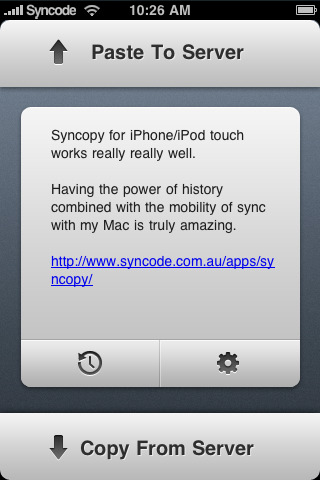 Syncode 10:26 AM
Paste To Server
Syncopy for iPhone/iPod touch
works really really well.
Having the power of history
combined with the mobility of sync
with my Mac is truly amazing.
http://www.syncode.com.au/apps/sy
ncopy/
Copy From Server